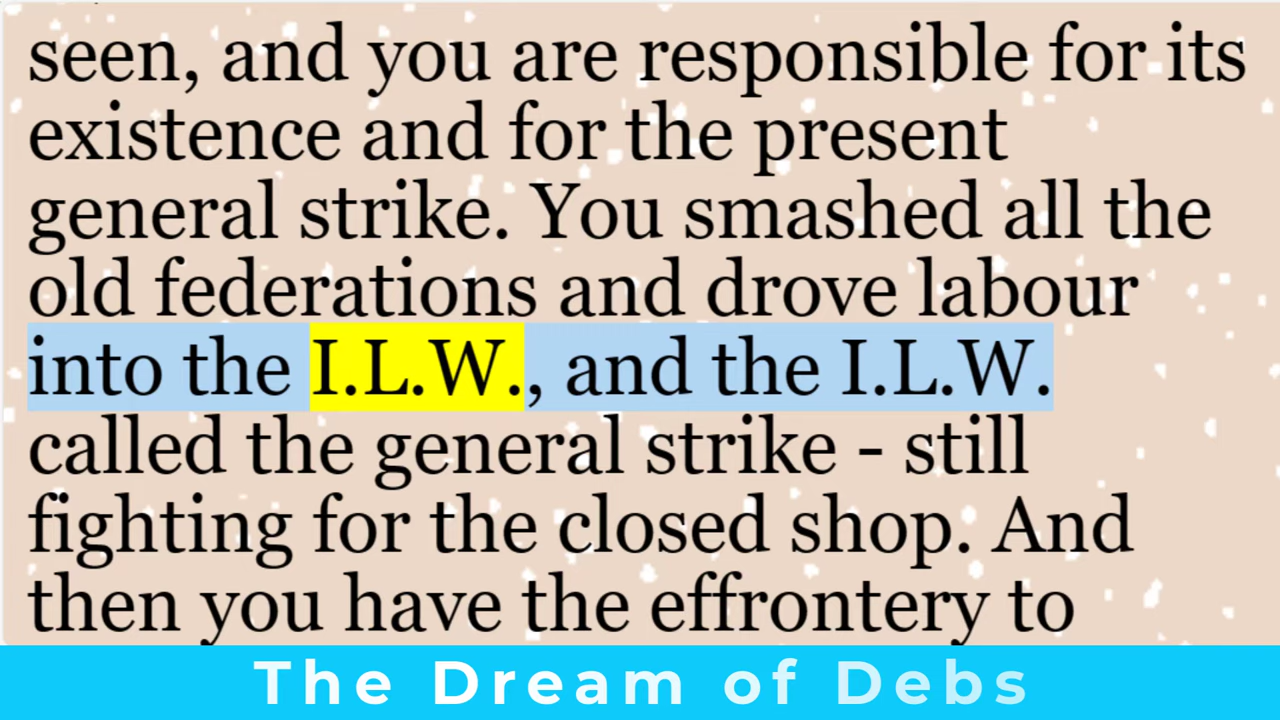 seen, and you are responsible for its
existence and for the present
general strike. You smashed all the
old federations and drove labour
into the I.L.W., and the I.L.W.
called the general strike - still
fighting for the closed shop. And
then you have the effrontery to
The Dream of Debs